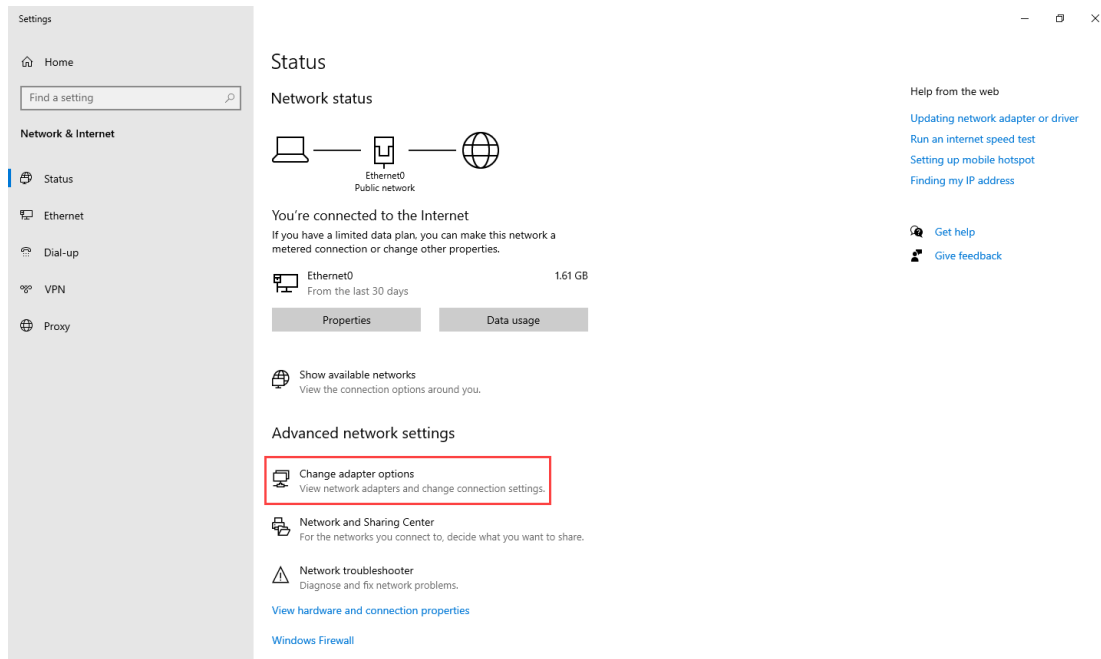 Settings
Home
Find a setting
Network & Internet
Status
Ethernet
Dial-up
VPN
Proxy
Status
Network status
Ethernet0
Public network
You're connected to the Internet
If you have a limited data plan, you can make this network a
metered connection or change other properties.
Ethernet0
1.61 GB
From the last 30 days
Properties
Data usage
Show available networks
View the connection options around you.
Advanced network settings
Change adapter options
View network adapters and change connection settings.
Network and Sharing Center
For the networks you connect to, decide what you want to share.
Network troubleshooter
Diagnose and fix network problems.
View hardware and connection properties
Windows Firewall
Help from the web
Updating network adapter or driver
Run an internet speed test
Setting up mobile hotspot
Finding my IP address
Get help
Give feedback